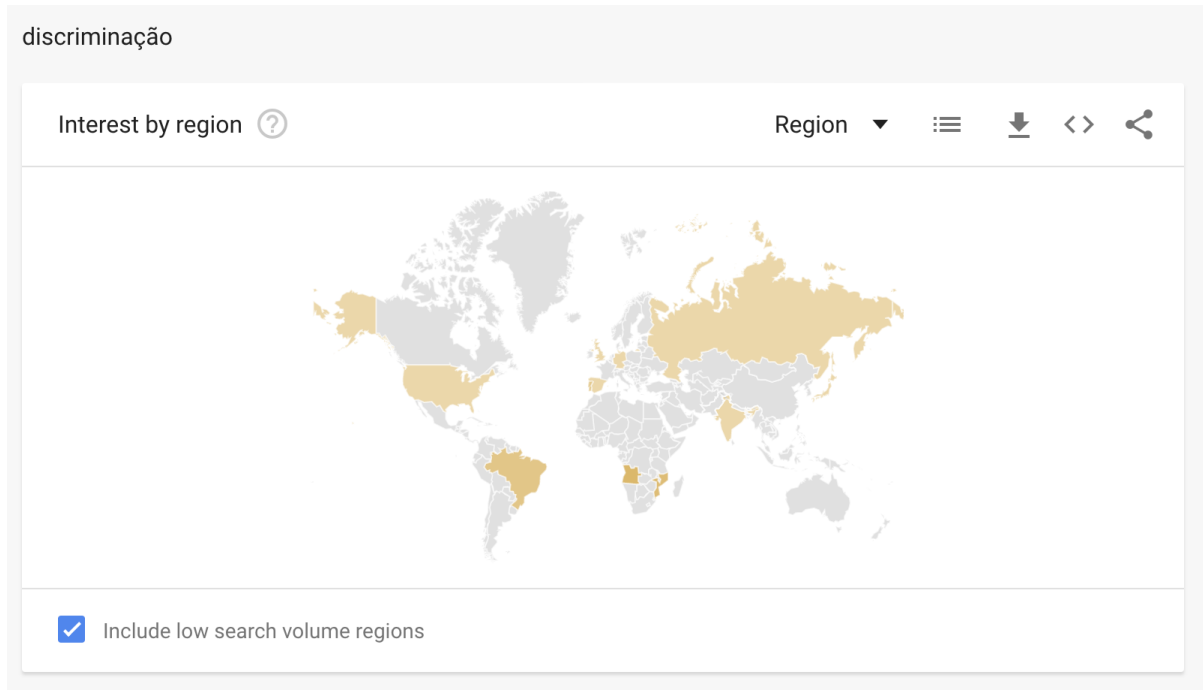 discriminação
Interest by region
Region
Include low search volume regions